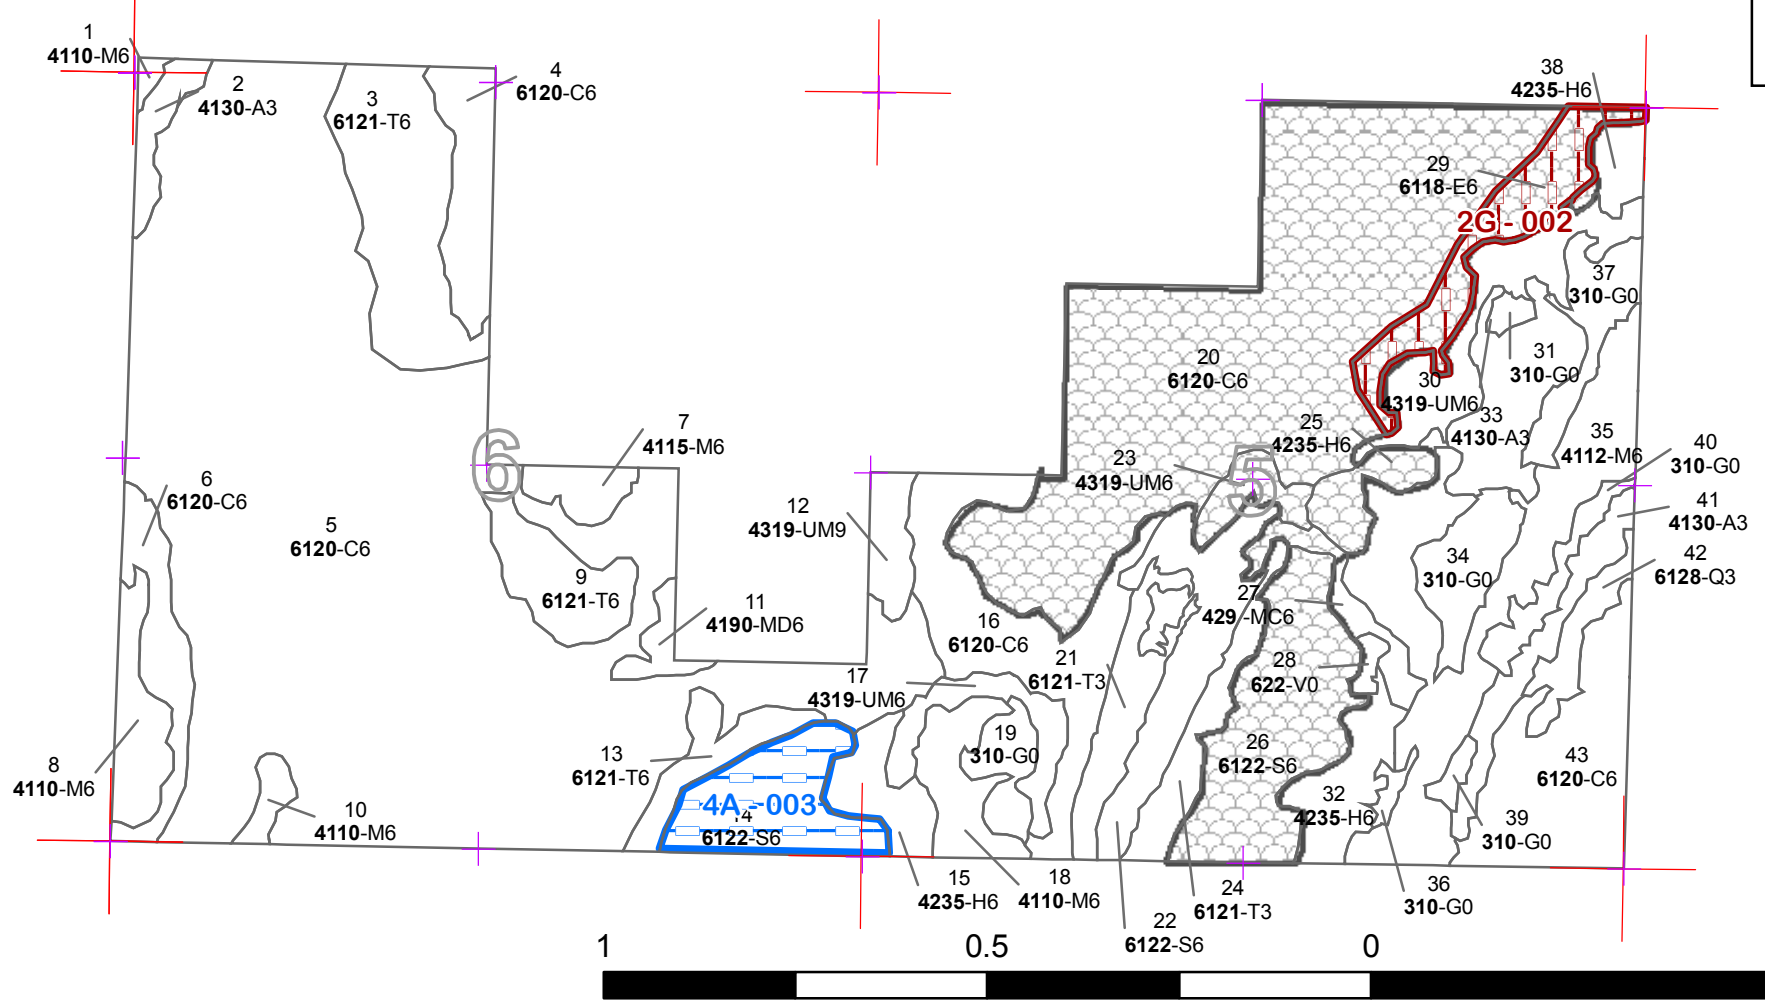 1
4110-M6
2
4130-A3
3
6121-T6
4
6120-C6
38
4235-H6
29
6118-E6
2G - 002
37
310-G0
31
310-G0
20
6120-C6
30
4319-UM6
33
4130-A3
35
4112-M6
25
4235-H6
23
4319-UM6
40
310-G0
41
4130-A3
42
6128-Q3
7
4115-M6
6
5
6
6120-C6
5
6120-C6
12
4319-UM9
9
6121-T6
11
4190-MD6
34
310-G0
27
429-MC6
16
6120-C6
21
6121-T3
28
622-V0
17
4319-UM6
19
310-G0
26
6122-S6
13
6121-T6
8
4110-M6
10
4110-M6
4A - 003
14
6122-S6
43
6120-C6
32
4235-H6
39
310-G0
15
4235-H6
18
4110-M6
24
6121-T3
36
310-G0
22
6122-S6
1 0.5 0